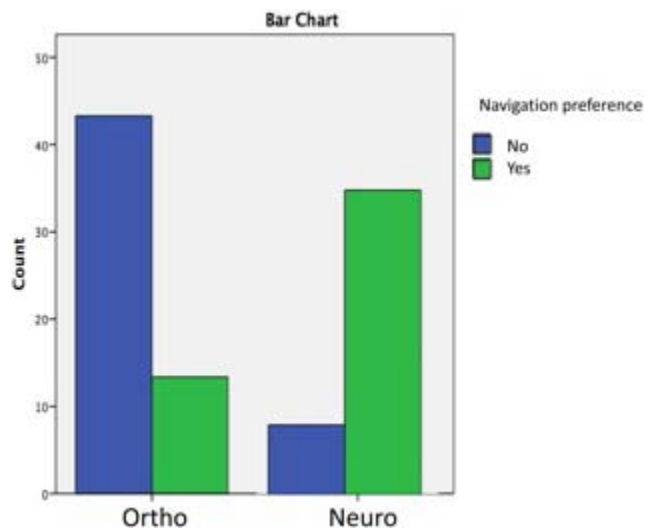 Bar Chart
50
40
30
20
10
0
Count
Ortho
Neuro
Navigation preference
No
Yes